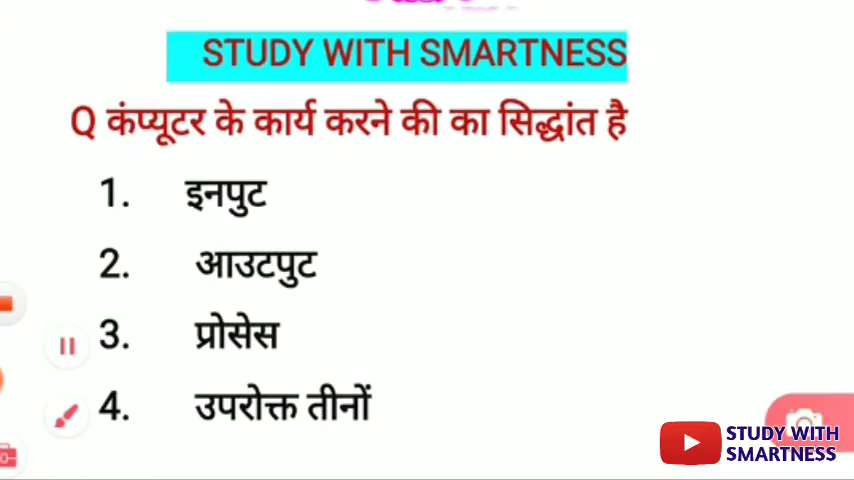 STUDY WITH SMARTNESS
Q कंप्यूटर के कार्य करने की का सिद्धांत है
1. इनपुट
2. आउटपुट
3. प्रोसेस
4. उपरोक्त तीनों
STUDY WITH
SMARTNESS